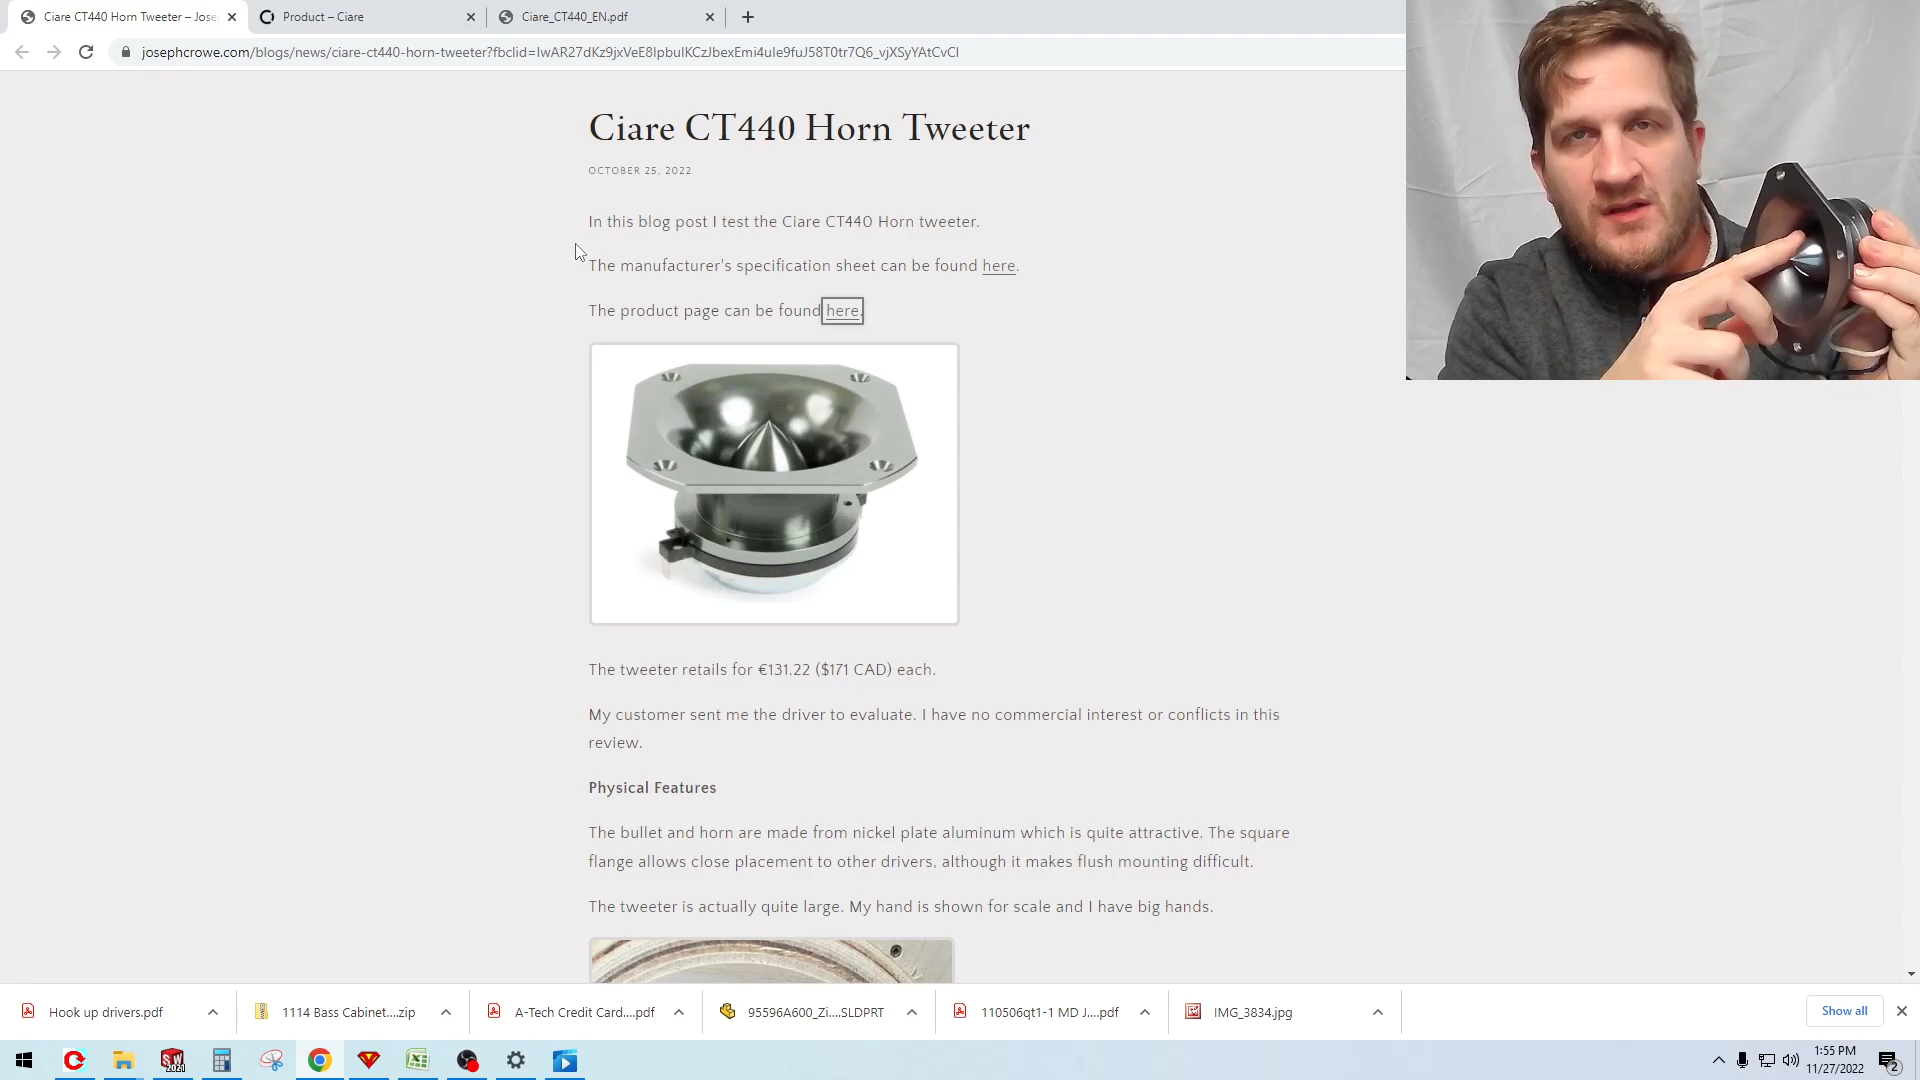 Ciare CT440 Horn Tweeter – Jose
Product – Ciare
Ciare_CT440_EN.pdf
josephcrowe.com/blogs/news/ciare-ct440-horn-tweeter?fbclid=IwAR27dKz9jxVeE8IpbulKCzJbexEmi4ule9fuJ58T0tr7Q6_vjXSyYAtCvCI
Ciare CT440 Horn Tweeter
OCTOBER 25, 2022
In this blog post I test the Ciare CT440 Horn tweeter.
The manufacturer's specification sheet can be found here.
The product page can be found here.
The tweeter retails for €131.22 ($171 CAD) each.
My customer sent me the driver to evaluate. I have no commercial interest or conflicts in this
review.
Physical Features
The bullet and horn are made from nickel plate aluminum which is quite attractive. The square
flange allows close placement to other drivers, although it makes flush mounting difficult.
The tweeter is actually quite large. My hand is shown for scale and I have big hands.
Hook up drivers.pdf
1114 Bass Cabinet....zip
A-Tech Credit Card....pdf
95596A600_Zi....SLDPRT
110506qt1-1 MD J....pdf
IMG_3834.jpg
Show all
SW
2021
1:55 PM
11/27/2022
2